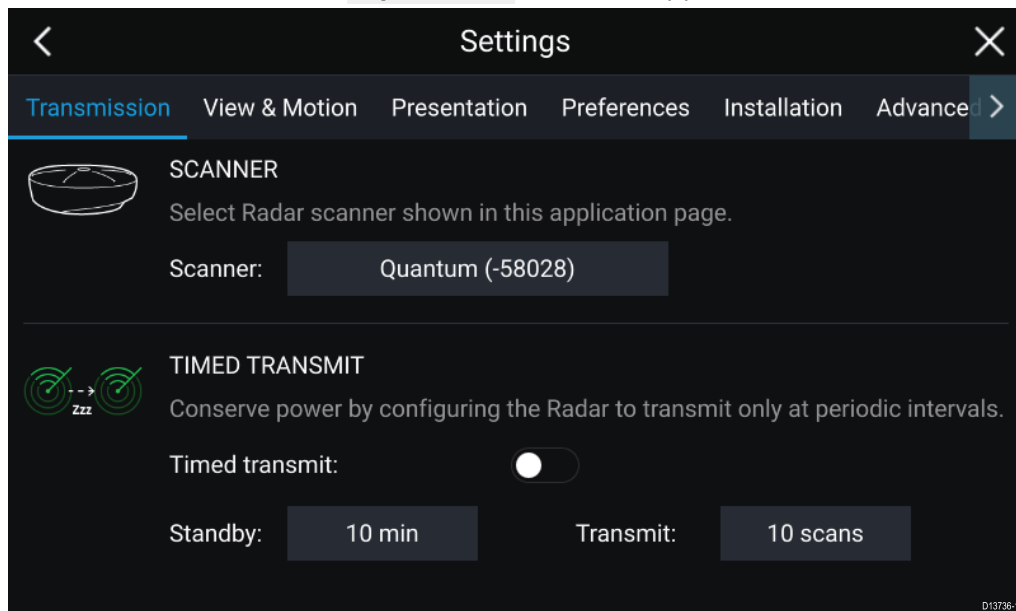 Settings
Transmission View & Motion Presentation Preferences Installation Advanced
SCANNER
Select Radar scanner shown in this application page.
Scanner: Quantum (-58028)
TIMED TRANSMIT
Zzz
Conserve power by configuring the Radar to transmit only at periodic intervals.
Timed transmit:
Standby: 10 min Transmit: 10 scans